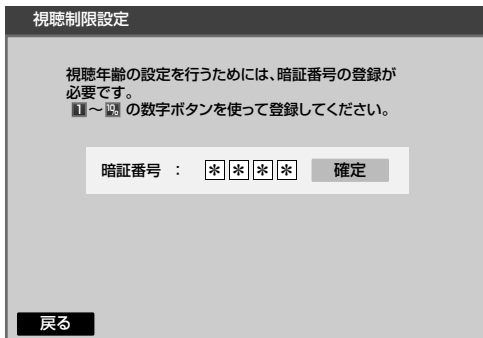 視聴制限設定
視聴年齢の設定を行うためには、暗証番号の登録が
必要です。
1～10 の数字ボタンを使って登録してください。
暗証番号 ： ＊＊＊＊ 確定
戻る